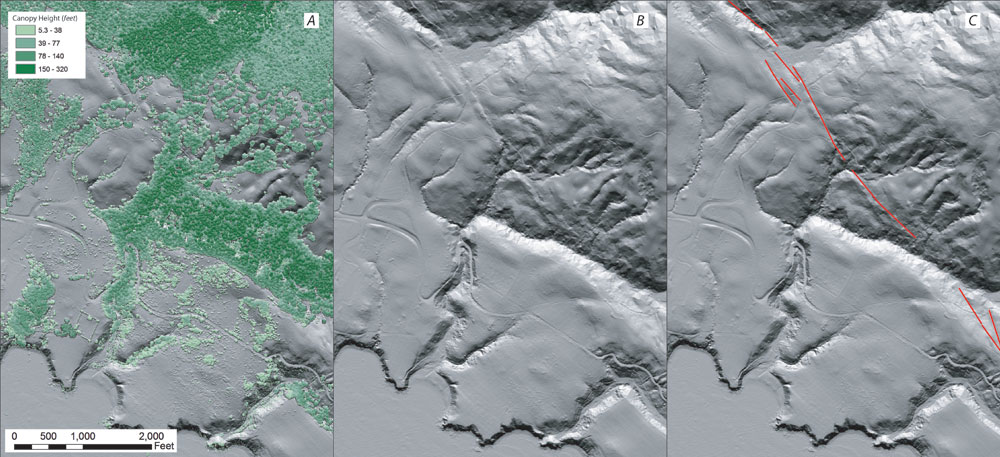 Canopy Height (feet)
5.3 - 38
39 - 77
78 - 140
150 - 320
A
B
C
0 500 1,000 2,000
Feet